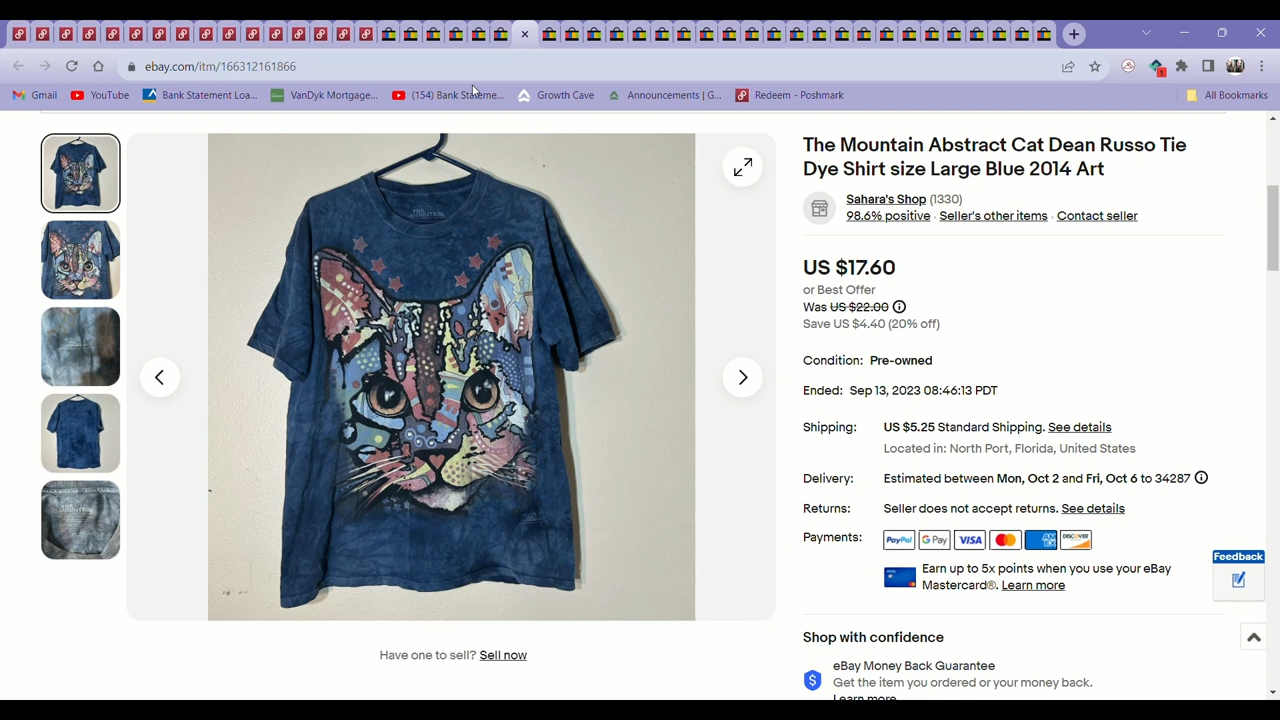 ebay.com/itm/166312161866
1
Gmail
YouTube
Bank Statement Loa...
VanDyk Mortgage...
(154) Bank Stateme...
Growth Cave
Announcements | G...
Redeem - Poshmark
All Bookmarks
The Mountain Abstract Cat Dean Russo Tie
Dye Shirt size Large Blue 2014 Art
Sahara's Shop (1330)
98.6% positive · Seller's other items · Contact seller
US $17.60
or Best Offer
Was US $22.00
Save US $4.40 (20% off)
Condition: Pre-owned
Ended: Sep 13, 2023 08:46:13 PDT
Shipping: US $5.25 Standard Shipping. See details
Located in: North Port, Florida, United States
Delivery: Estimated between Mon, Oct 2 and Fri, Oct 6 to 34287
Returns: Seller does not accept returns. See details
Payments: PayPal G Pay VISA DISCOVER
Earn up to 5x points when you use your eBay
Mastercard®. Learn more
Feedback
Shop with confidence
eBay Money Back Guarantee
Get the item you ordered or your money back.
Learn more
Have one to sell? Sell now